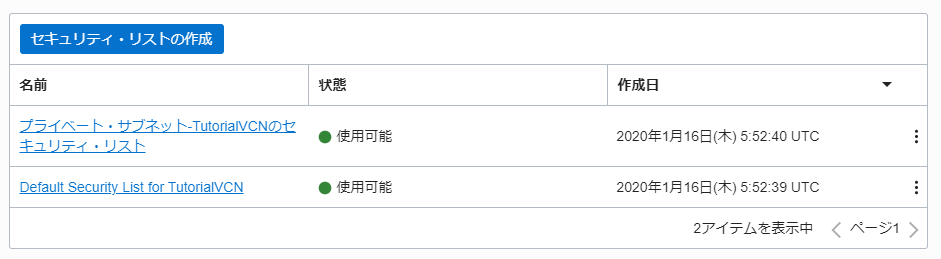 セキュリティ・リストの作成
名前 状態 作成日
プライベート・サブネット-TutorialVCNのセ
キュリティ・リスト
使用可能 2020年1月16日(木) 5:52:40 UTC
Default Security List for TutorialVCN 使用可能 2020年1月16日(木) 5:52:39 UTC
2アイテムを表示中 ページ1